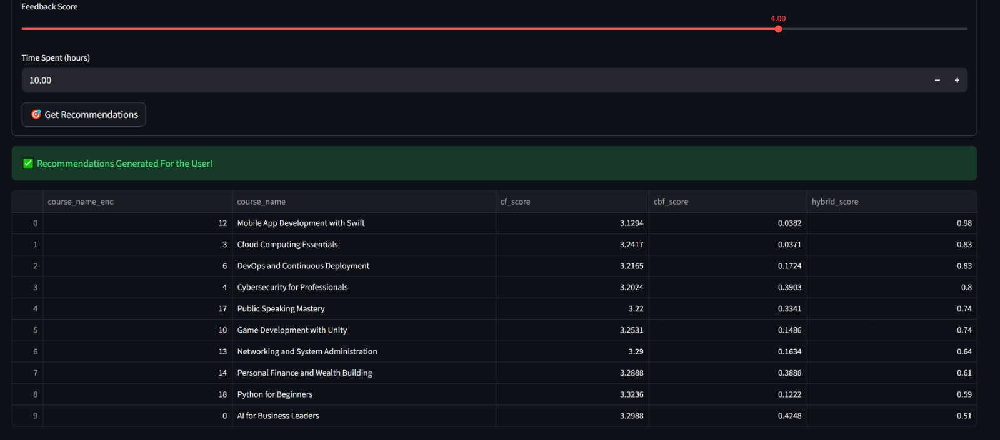 Feedback Score
4.00
Time Spent (hours)
10.00 − +
🎯 Get Recommendations
✅ Recommendations Generated For the User!
course_name_enc course_name cf_score cbf_score hybrid_score
0 12 Mobile App Development with Swift 3.1294 0.0382 0.98
1 3 Cloud Computing Essentials 3.2417 0.0371 0.83
2 6 DevOps and Continuous Deployment 3.2165 0.1724 0.83
3 4 Cybersecurity for Professionals 3.2024 0.3903 0.8
4 17 Public Speaking Mastery 3.22 0.3341 0.74
5 10 Game Development with Unity 3.2531 0.1486 0.74
6 13 Networking and System Administration 3.29 0.1634 0.64
7 14 Personal Finance and Wealth Building 3.2888 0.3888 0.61
8 18 Python for Beginners 3.3236 0.1222 0.59
9 0 AI for Business Leaders 3.2988 0.4248 0.51